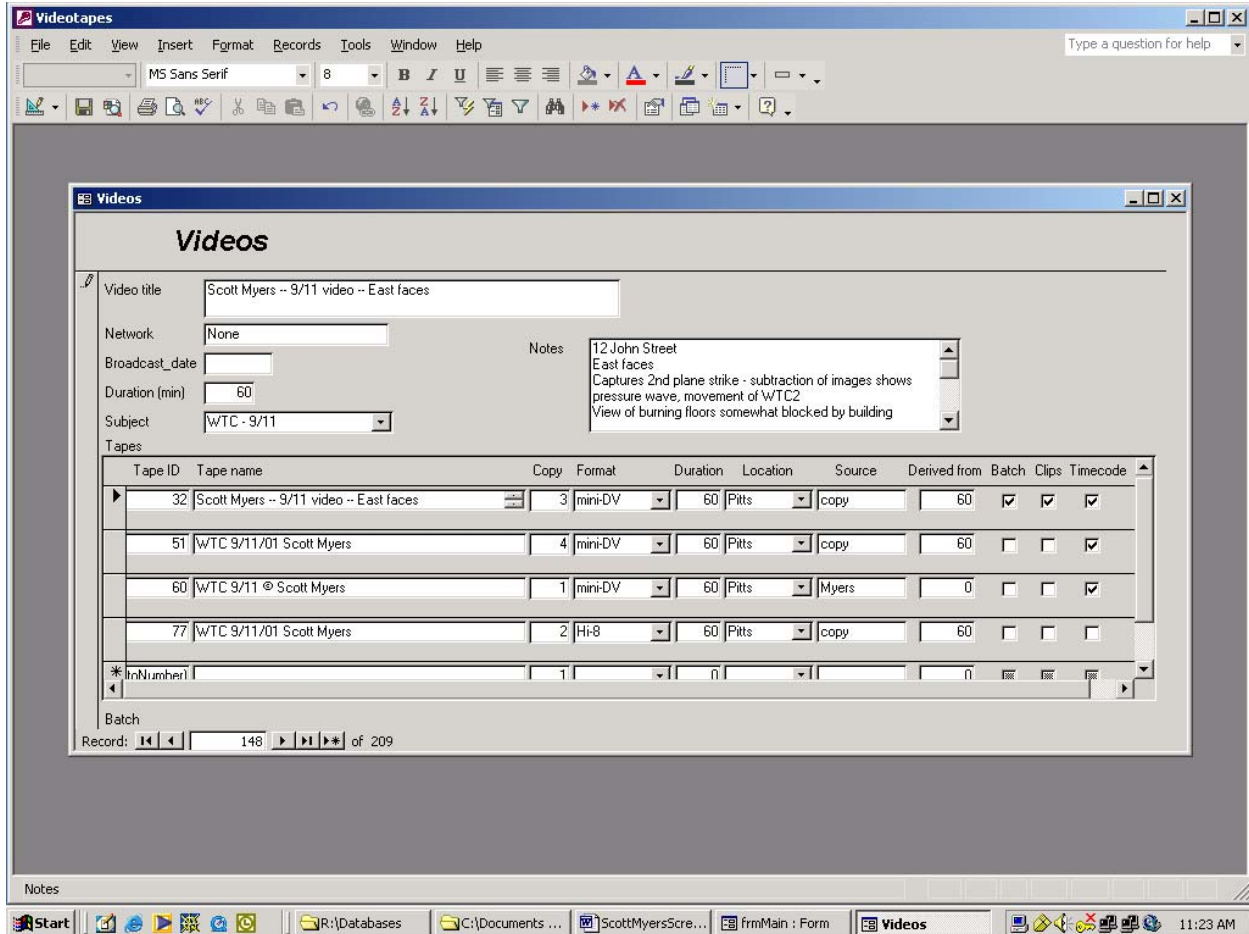 Videotapes
File Edit View Insert Format Records Tools Window Help Type a question for help
MS Sans Serif 8 B I U A
Videos
Videos
Video title Scott Myers -- 9/11 video -- East faces
Network None
Broadcast_date
Duration (min) 60
Subject WTC - 9/11
Notes 12 John Street
East faces
Captures 2nd plane strike - subtraction of images shows
pressure wave, movement of WTC2
View of burning floors somewhat blocked by building
Tapes
Tape ID Tape name Copy Format Duration Location Source Derived from Batch Clips Timecode
32 Scott Myers -- 9/11 video -- East faces 3 mini-DV 60 Pitts copy 60
51 WTC 9/11/01 Scott Myers 4 mini-DV 60 Pitts copy 60
60 WTC 9/11 © Scott Myers 1 mini-DV 60 Pitts Myers 0
77 WTC 9/11/01 Scott Myers 2 Hi-8 60 Pitts copy 60
toNumber) 1 0 0
Batch
Record: 148 of 209
Notes
Start R:\Databases C:\Documents ... ScottMyersScre... frmMain : Form Videos 11:23 AM